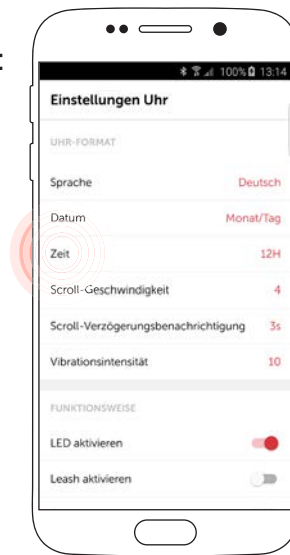 :
100% 13:14
Einstellungen Uhr
UHR-FORMAT
Sprache Deutsch
Datum Monat/Tag
Zeit 12H
Scroll-Geschwindigkeit 4
Scroll-Verzögerungsbenachrichtigung 3s
Vibrationsintensität 10
FUNKTIONSWEISE
LED aktivieren
Leash aktivieren